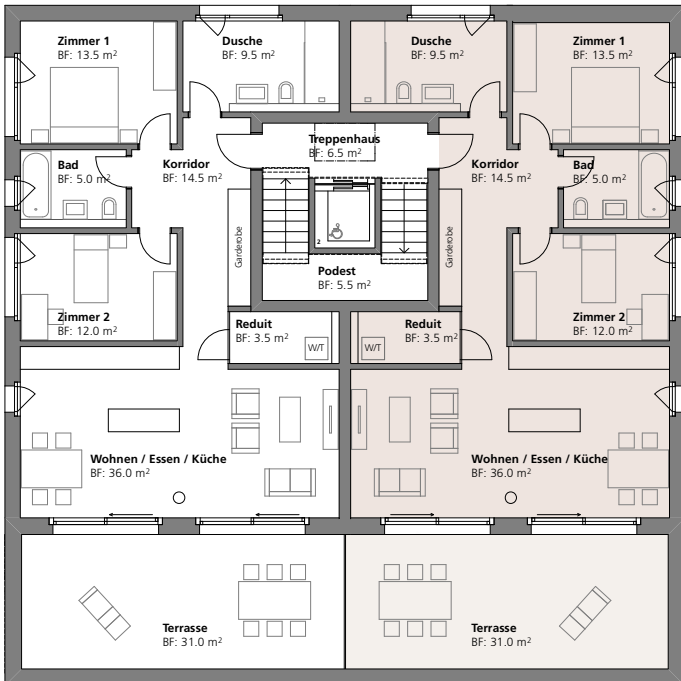 Zimmer 1
BF: 13.5 m²
Dusche
BF: 9.5 m²
Dusche
BF: 9.5 m²
Zimmer 1
BF: 13.5 m²
Treppenhaus
BF: 6.5 m²
Bad
BF: 5.0 m²
Korridor
BF: 14.5 m²
Korridor
BF: 14.5 m²
Bad
BF: 5.0 m²
Garderobe
2
Garderobe
Podest
BF: 5.5 m²
Zimmer 2
BF: 12.0 m²
Reduit
BF: 3.5 m²
W/T
Reduit
BF: 3.5 m²
W/T
Zimmer 2
BF: 12.0 m²
Wohnen / Essen / Küche
BF: 36.0 m²
Wohnen / Essen / Küche
BF: 36.0 m²
Terrasse
BF: 31.0 m²
Terrasse
BF: 31.0 m²